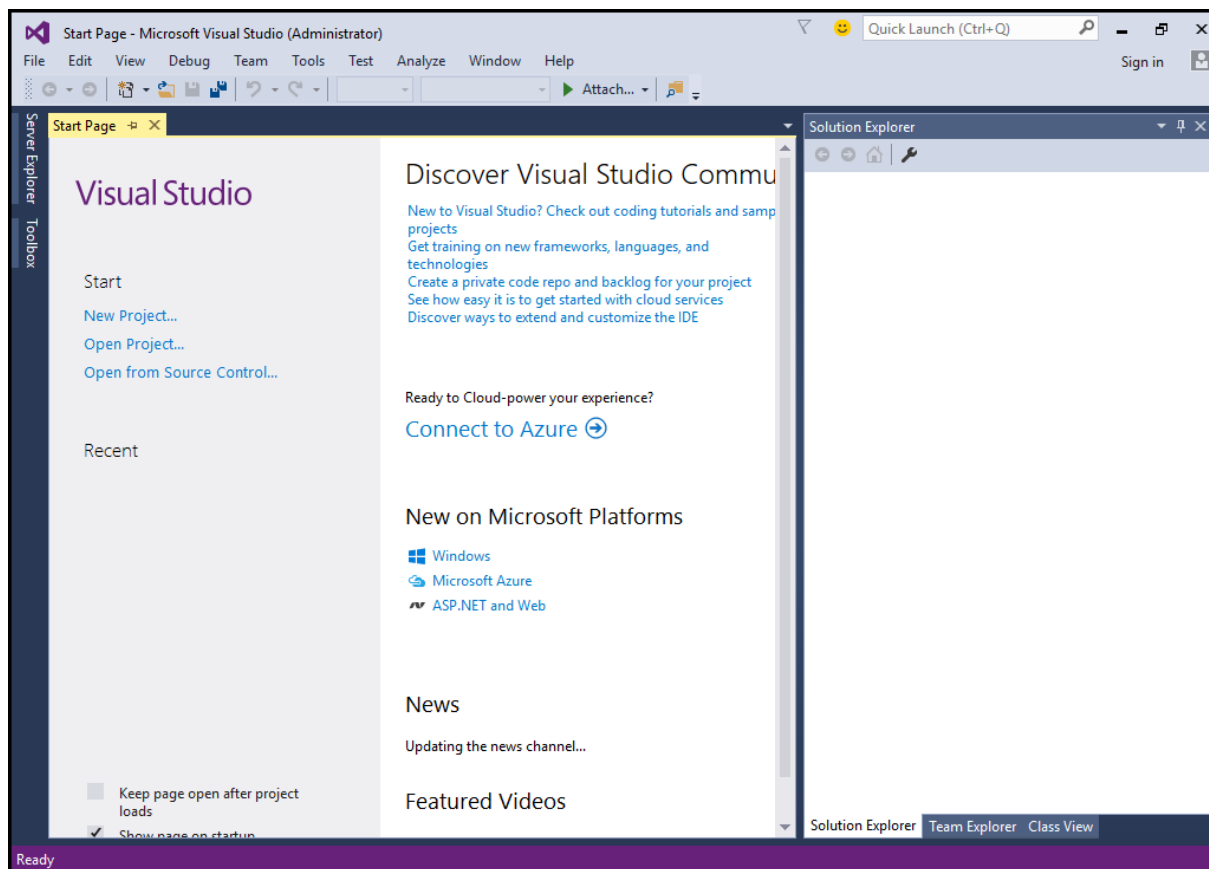 Start Page - Microsoft Visual Studio (Administrator)
Quick Launch (Ctrl+Q)
File Edit View Debug Team Tools Test Analyze Window Help
Sign in
Attach...
Server Explorer
Toolbox
Start Page
Visual Studio
Start
New Project...
Open Project...
Open from Source Control...
Recent
Keep page open after project
loads
Show page on startup
Discover Visual Studio Commu
New to Visual Studio? Check out coding tutorials and samp
projects
Get training on new frameworks, languages, and
technologies
Create a private code repo and backlog for your project
See how easy it is to get started with cloud services
Discover ways to extend and customize the IDE
Ready to Cloud-power your experience?
Connect to Azure
New on Microsoft Platforms
Windows
Microsoft Azure
ASP.NET and Web
News
Updating the news channel...
Featured Videos
Solution Explorer
Solution Explorer Team Explorer Class View
Ready